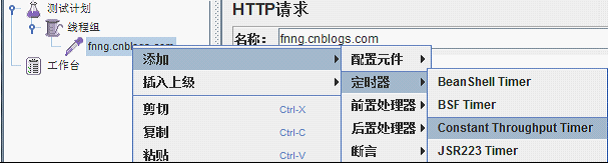 测试计划
线程组
fnng.cnblogs.com
工作台
HTTP请求
名称： fnng.cnblogs.com
添加
插入上级
剪切 Ctrl-X
复制 Ctrl-C
粘贴 Ctrl-V
配置元件
定时器
前置处理器
后置处理器
断言
BeanShell Timer
BSF Timer
Constant Throughput Timer
JSR223 Timer